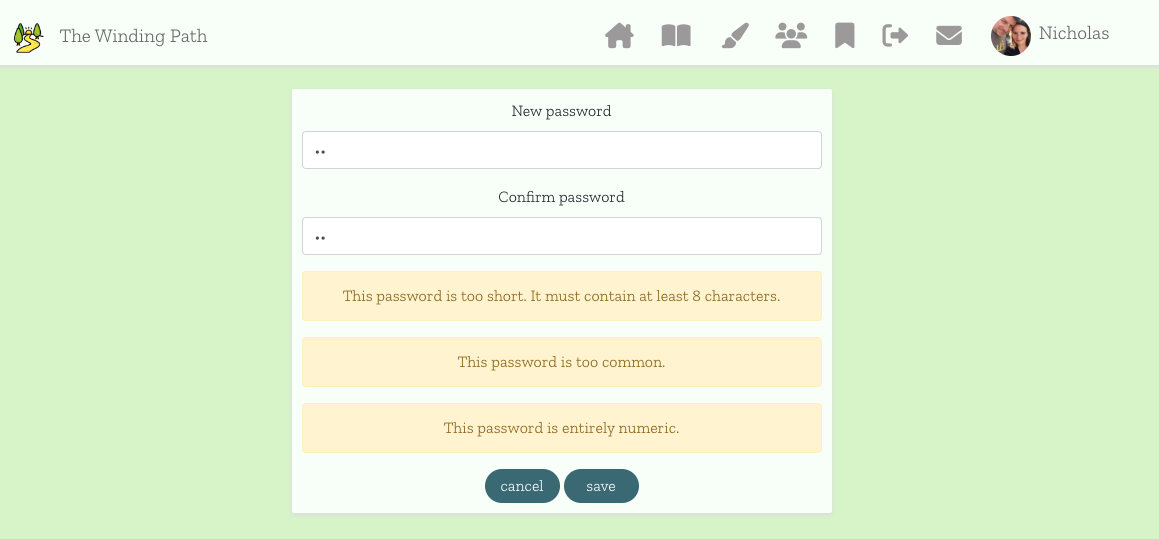 The Winding Path
Nicholas
New password
••
Confirm password
••
This password is too short. It must contain at least 8 characters.
This password is too common.
This password is entirely numeric.
cancel save